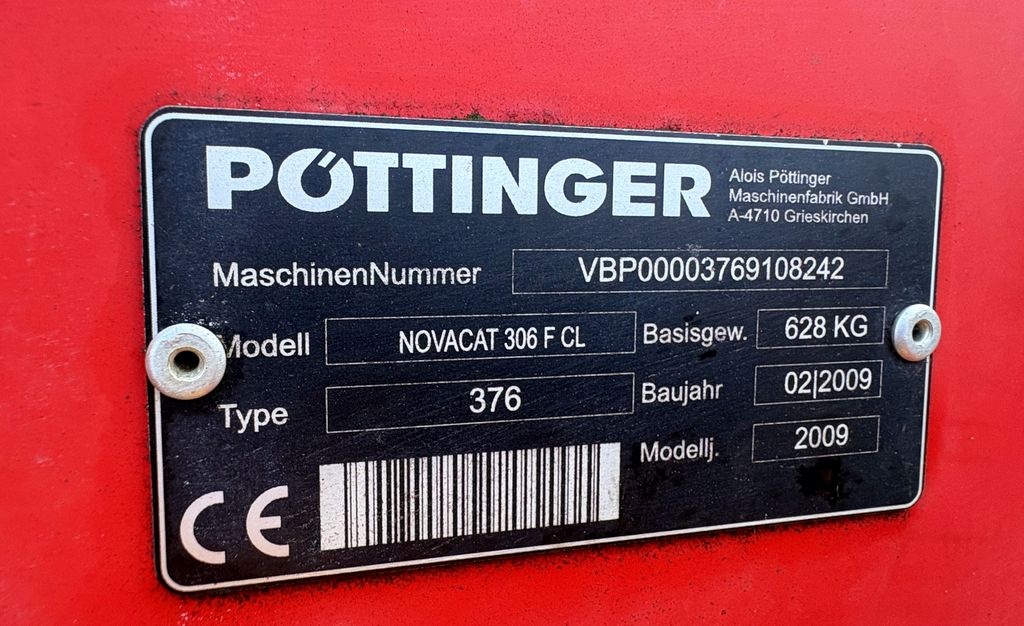 PÖTTINGER
Alois Pöttinger
Maschinenfabrik GmbH
A-4710 Grieskirchen
MaschinenNummer VBP00003769108242
Modell NOVACAT 306 F CL Basisgew. 628 KG
Type 376 Baujahr 02|2009
Modellj. 2009
CE